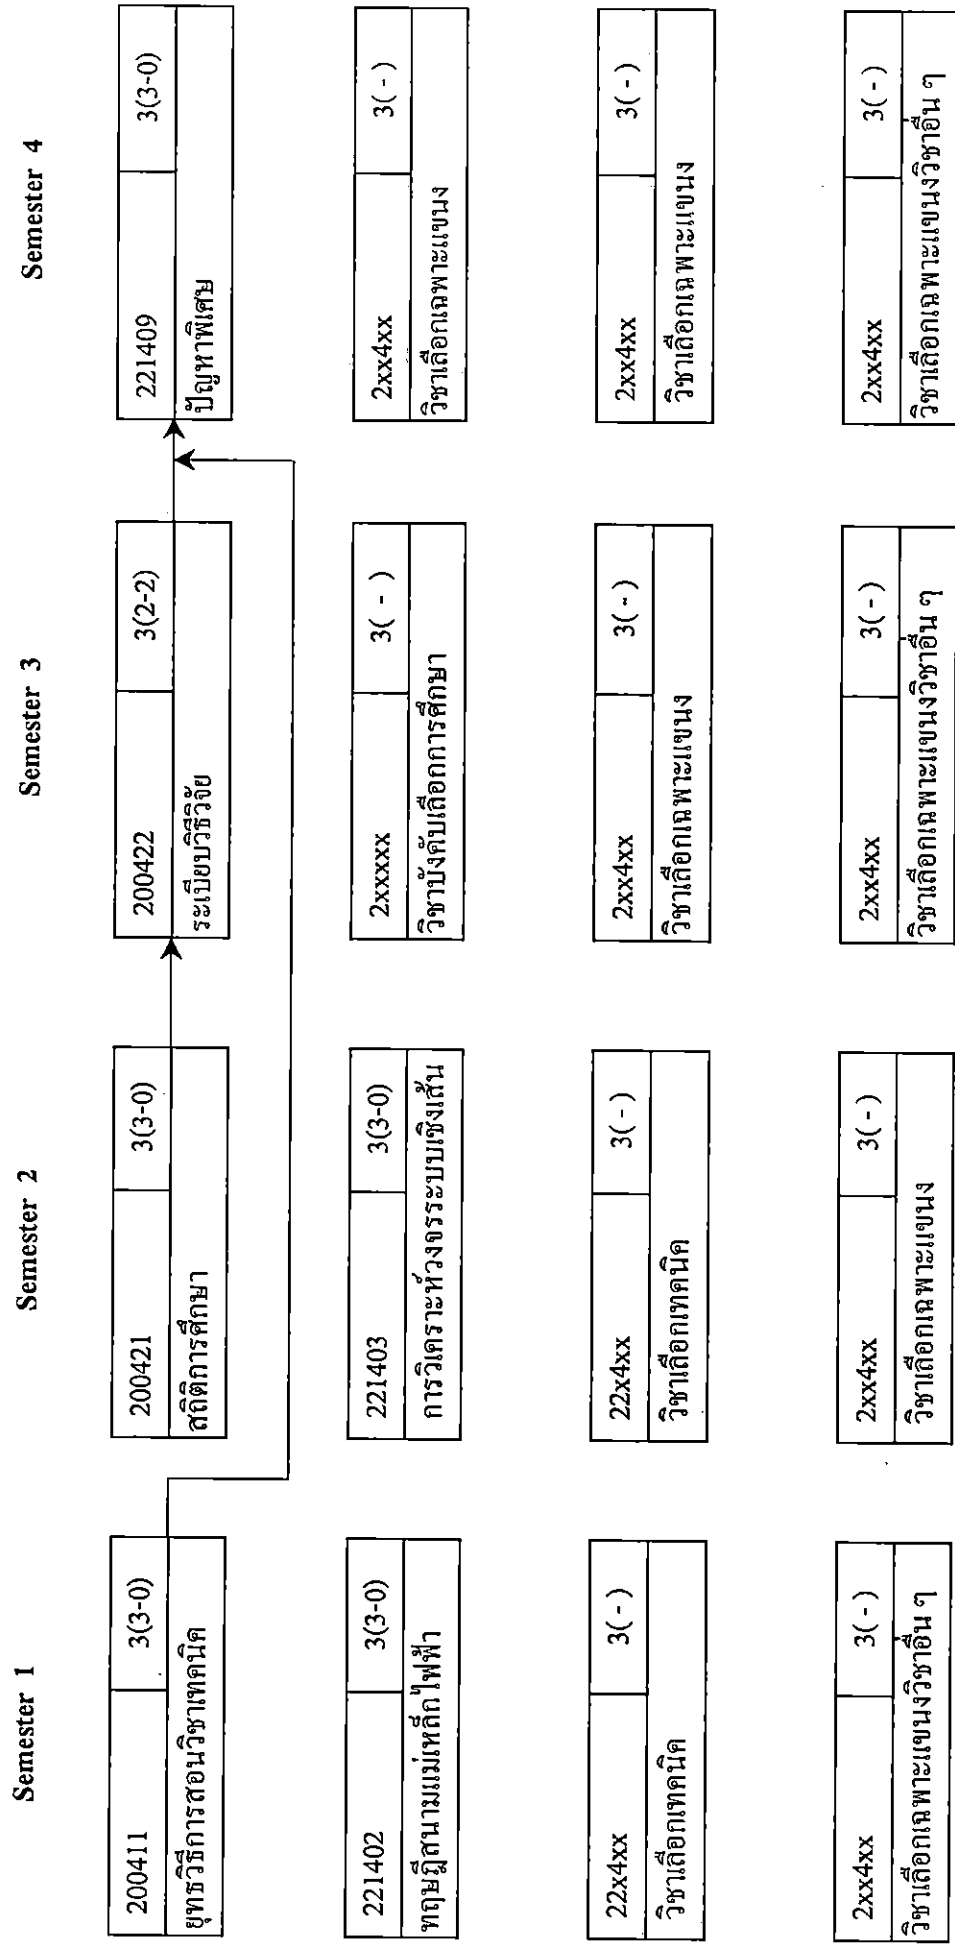 Semester 1
Semester 2
Semester 3
Semester 4
200411 3(3-0)
ยุทธวิธีการสอนวิชาเทคนิค
200421 3(3-0)
สถิติการศึกษา
200422 3(2-2)
ระเบียบวิธีวิจัย
221409 3(3-0)
ปัญหาพิเศษ
221402 3(3-0)
ทฤษฎีสนามแม่เหล็กไฟฟ้า
221403 3(3-0)
การวิเคราะห์วงจรระบบเชิงเส้น
2xxxxx 3( - )
วิชาบังคับเลือกการศึกษา
2xx4xx 3( - )
วิชาเลือกเฉพาะแขนง
22x4xx 3( - )
วิชาเลือกเทคนิค
22x4xx 3( - )
วิชาเลือกเทคนิค
2xx4xx 3( - )
วิชาเลือกเฉพาะแขนง
2xx4xx 3( - )
วิชาเลือกเฉพาะแขนง
2xx4xx 3( - )
วิชาเลือกเฉพาะแขนงวิชาอื่น ๆ
2xx4xx 3( - )
วิชาเลือกเฉพาะแขนง
2xx4xx 3( - )
วิชาเลือกเฉพาะแขนงวิชาอื่น ๆ
2xx4xx 3( - )
วิชาเลือกเฉพาะแขนงวิชาอื่น ๆ